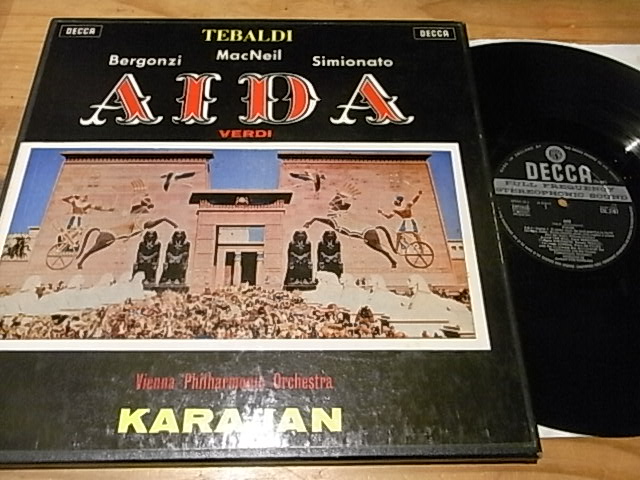 DECCA
TEBALDI
DECCA
Bergonzi MacNeil Simionato
AIDA
VERDI
Vienna Philharmonic Orchestra
KARAJAN
DECCA
FULL FREQUENCY
STEREOPHONIC SOUND